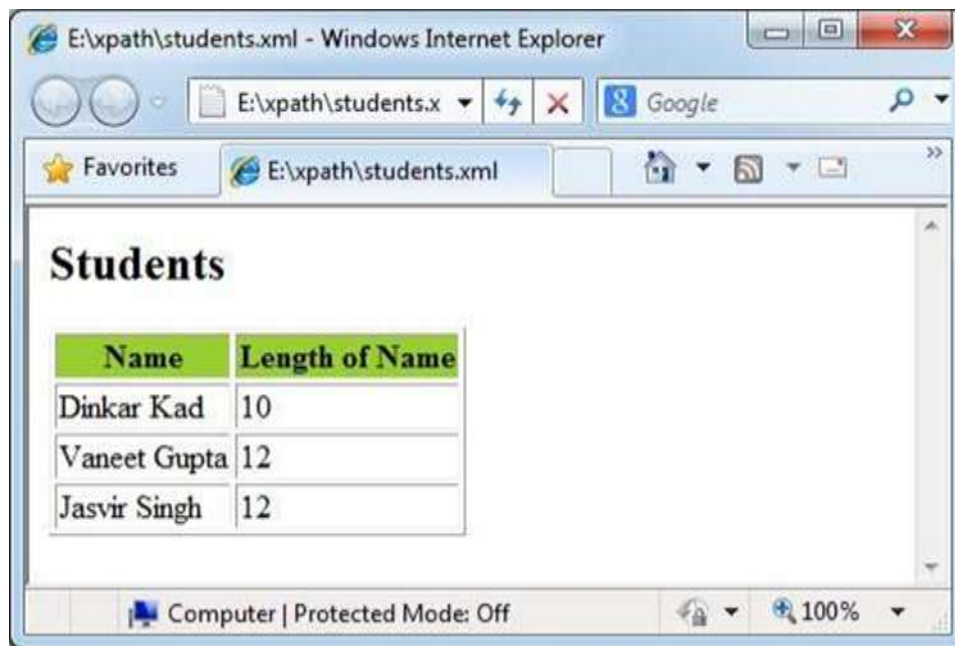 E:\xpath\students.xml - Windows Internet Explorer
E:\xpath\students.x
8 Google
Favorites
E:\xpath\students.xml
Students
Name Length of Name
Dinkar Kad 10
Vaneet Gupta 12
Jasvir Singh 12
Computer | Protected Mode: Off
100%